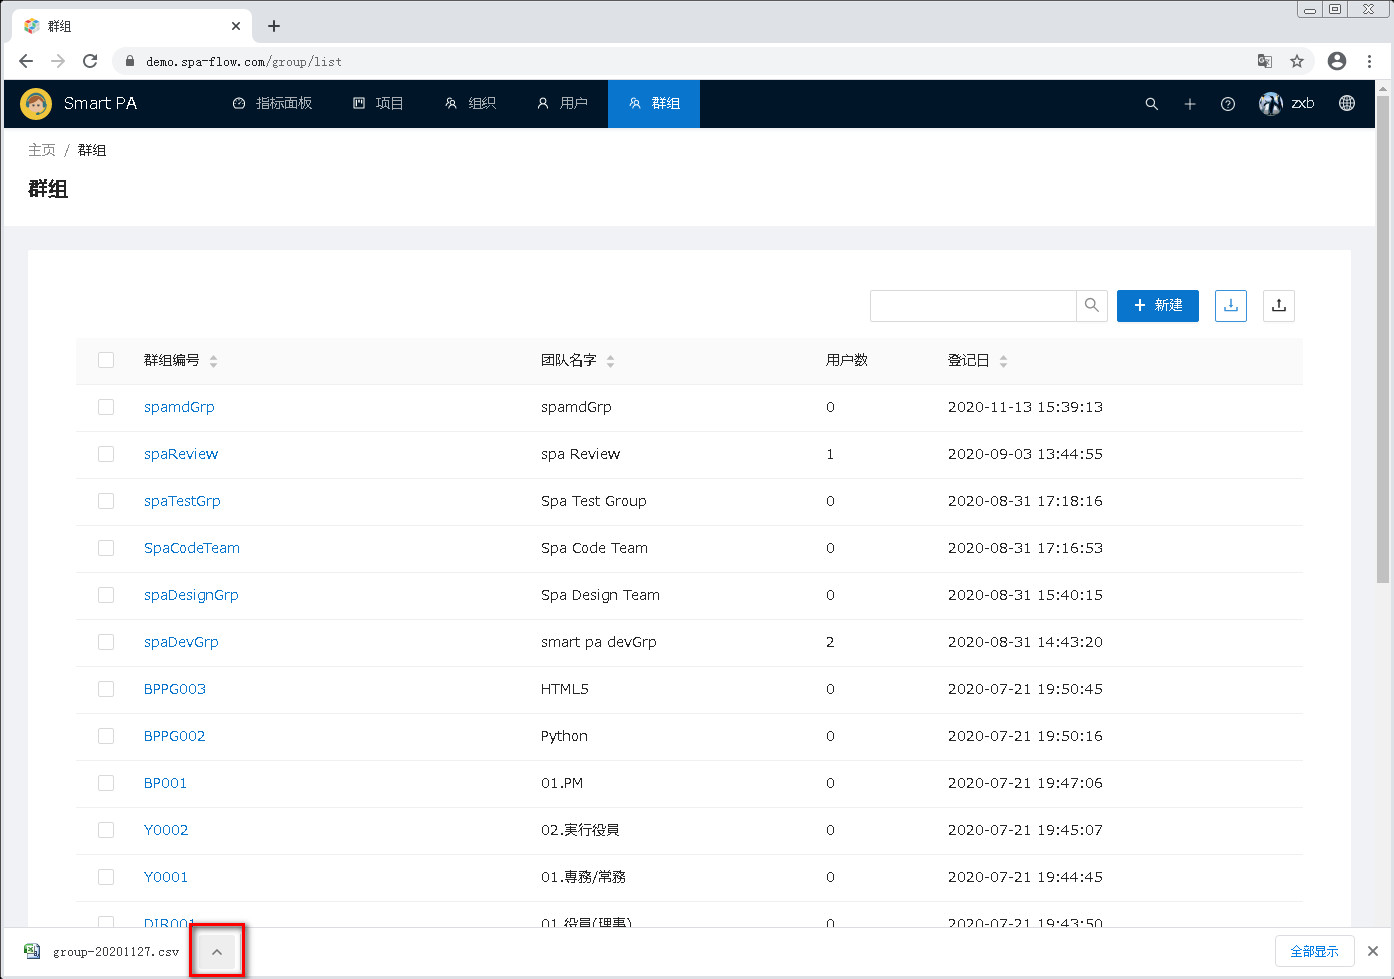 群组
demo.spa-flow.com/group/list
Smart PA 指标面板 项目 组织 用户 群组 zxb
主页 / 群组
群组
新建
群组编号 团队名字 用户数 登记日
spamdGrp spamdGrp 0 2020-11-13 15:39:13
spaReview spa Review 1 2020-09-03 13:44:55
spaTestGrp Spa Test Group 0 2020-08-31 17:18:16
SpaCodeTeam Spa Code Team 0 2020-08-31 17:16:53
spaDesignGrp Spa Design Team 0 2020-08-31 15:40:15
spaDevGrp smart pa devGrp 2 2020-08-31 14:43:20
BPPG003 HTML5 0 2020-07-21 19:50:45
BPPG002 Python 0 2020-07-21 19:50:16
BP001 01.PM 0 2020-07-21 19:47:06
Y0002 02.実行役員 0 2020-07-21 19:45:07
Y0001 01.専務/常務 0 2020-07-21 19:44:45
DIR001 01.役員(理事) 0 2020-07-21 19:43:50
group-20201127.csv 全部显示